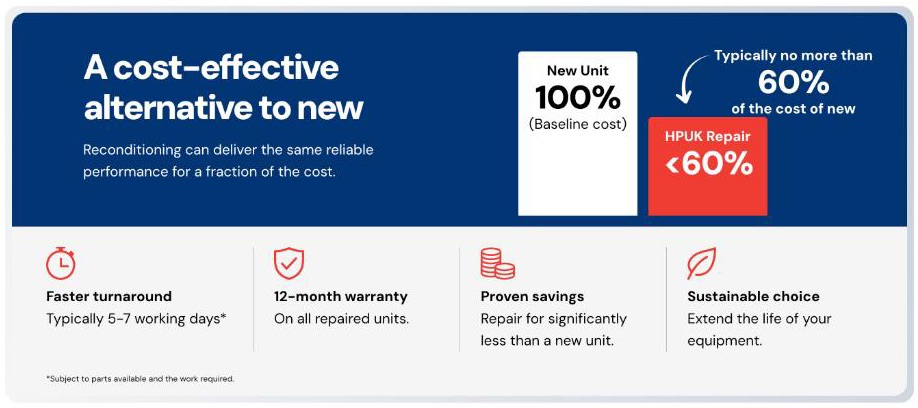 A cost-effective
alternative to new
Reconditioning can deliver the same reliable
performance for a fraction of the cost.
New Unit
100%
(Baseline cost)
Typically no more than
60%
of the cost of new
HPUK Repair
<60%
Faster turnaround
Typically 5-7 working days*
12-month warranty
On all repaired units.
Proven savings
Repair for significantly
less than a new unit.
Sustainable choice
Extend the life of your
equipment.
*Subject to parts available and the work required.